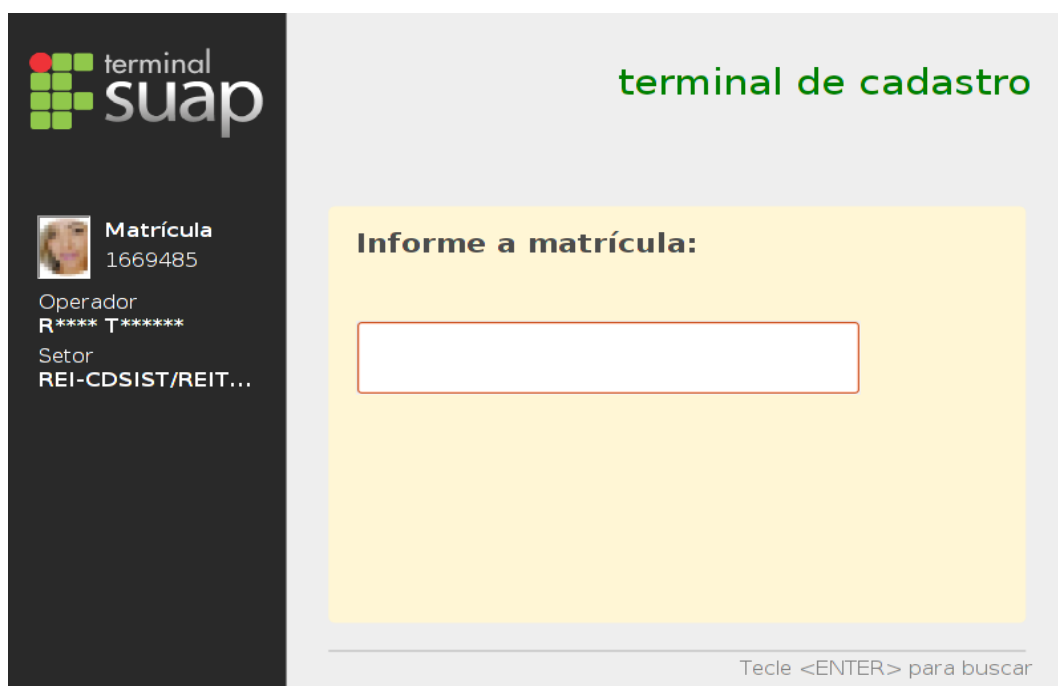 terminal
suap
terminal de cadastro
Matrícula
1669485
Operador
R**** T******
Setor
REI-CDSIST/REIT...
Informe a matrícula:
Tecle <ENTER> para buscar